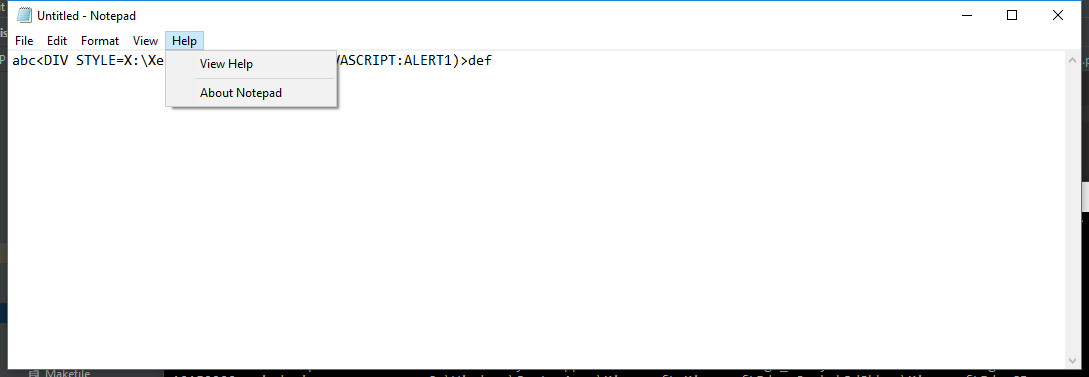 Untitled - Notepad
File Edit Format View Help
abc<DIV STYLE=X:\Xe VASCRIPT:ALERT1)>def
View Help
About Notepad
Makefile